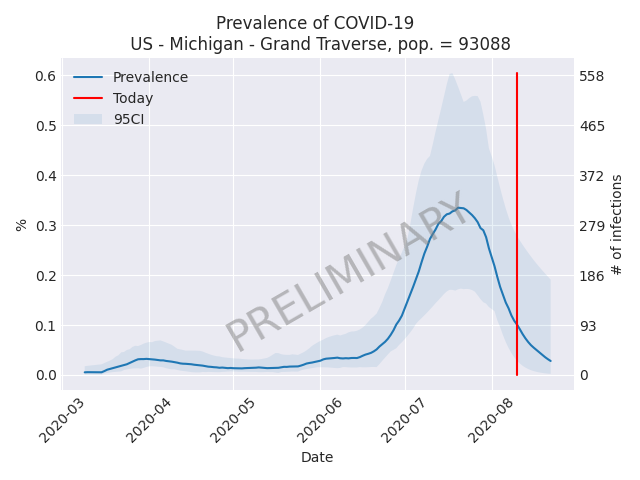 Prevalence of COVID-19
US - Michigan - Grand Traverse, pop. = 93088
Prevalence
Today
95CI
0.6
0.5
0.4
0.3
0.2
0.1
0.0
%
558
465
372
279
186
93
0
# of infections
PRELIMINARY
2020-03
2020-04
2020-05
2020-06
2020-07
2020-08
Date